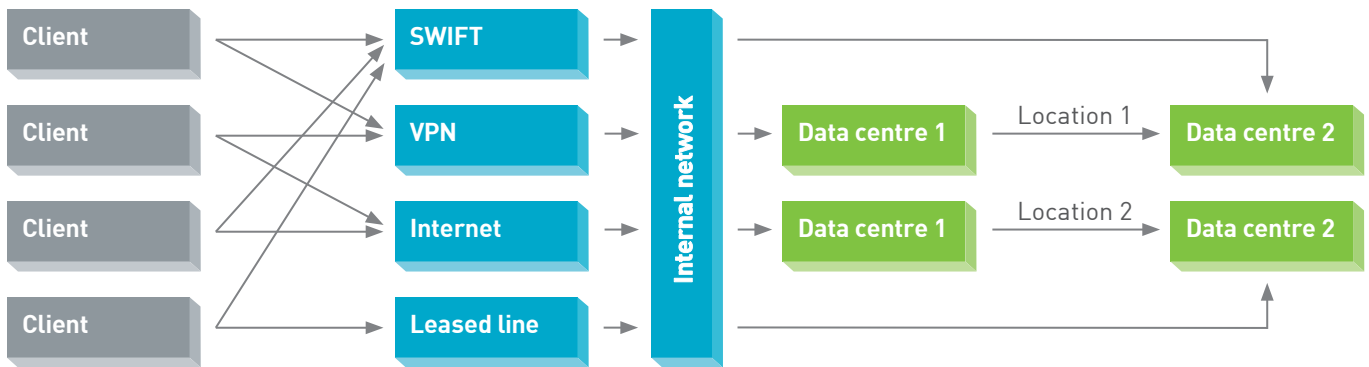 Client
SWIFT
Client
VPN
Client
Internet
Client
Leased line
Internal network
Data centre 1
Location 1
Data centre 2
Data centre 1
Location 2
Data centre 2